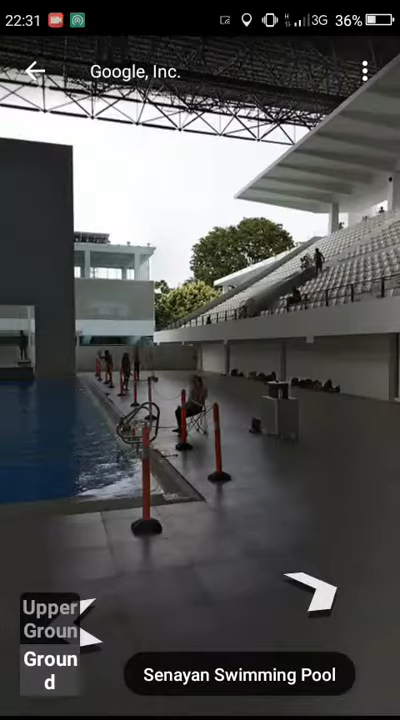 22:31 H 3G 36%
Google, Inc.
Upper
Groun
Groun
d
Senayan Swimming Pool